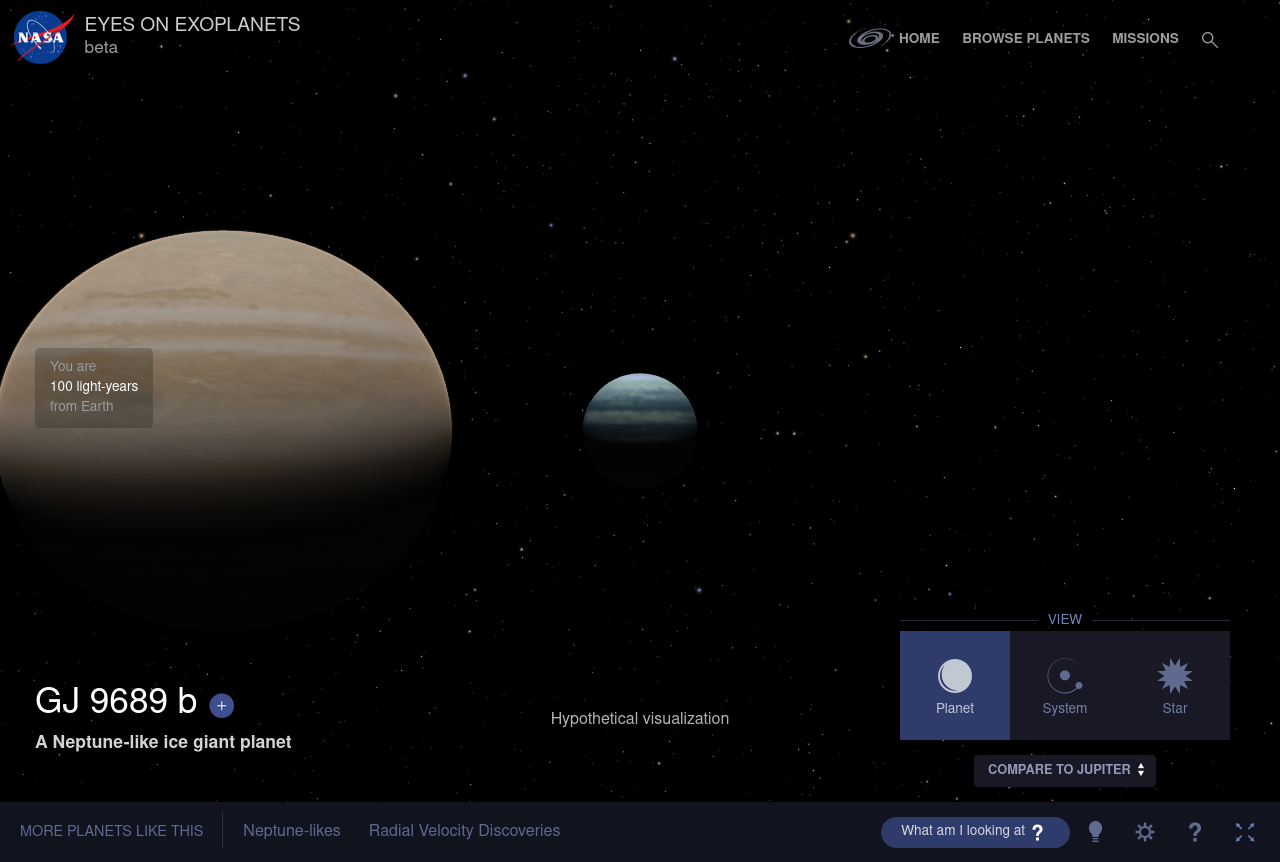 NASA
EYES ON EXOPLANETS
beta
HOME
BROWSE PLANETS
MISSIONS
You are
100 light-years
from Earth
VIEW
Planet
System
Star
GJ 9689 b +
A Neptune-like ice giant planet
Hypothetical visualization
COMPARE TO JUPITER
MORE PLANETS LIKE THIS
Neptune-likes
Radial Velocity Discoveries
What am I looking at ?
?